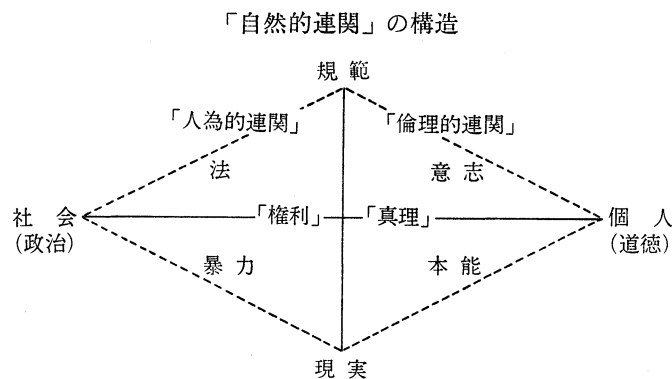 「自然的連関」の構造
規範
「人為的連関」 「倫理的連関」
法 意志
社会 「権利」 「真理」 個人
(政治) (道徳)
暴力 本能
現実